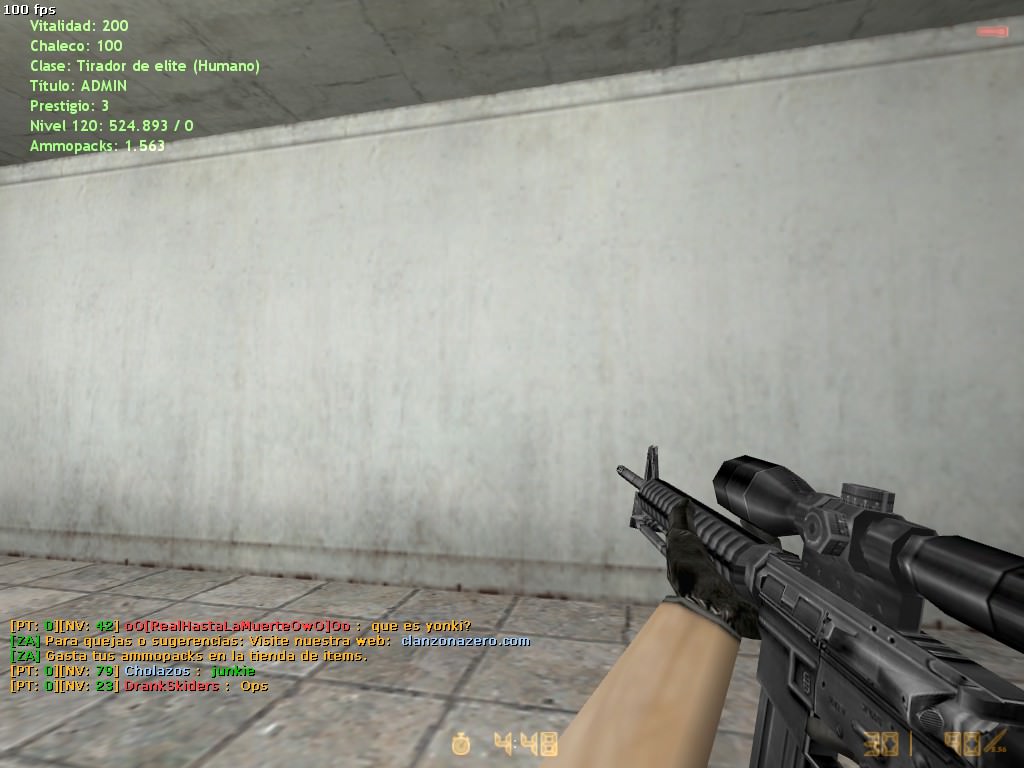 100 fps
Vitalidad: 200
Chaleco: 100
Clase: Tirador de elite (Humano)
Título: ADMIN
Prestigio: 3
Nivel 120: 524.893 / 0
Ammopacks: 1.563
[PT: 0][NV: 42] oO[RealHastaLaMuerteOwO]Oo : que es yonki?
[ZA] Para quejas o sugerencias: Visite nuestra web: clanzonazero.com
[ZA] Gasta tus ammopacks en la tienda de items.
[PT: 0][NV: 79] Cholazos : junkie
[PT: 0][NV: 23] DrankSkiders : Ops
4:48
30 | 90
5.56